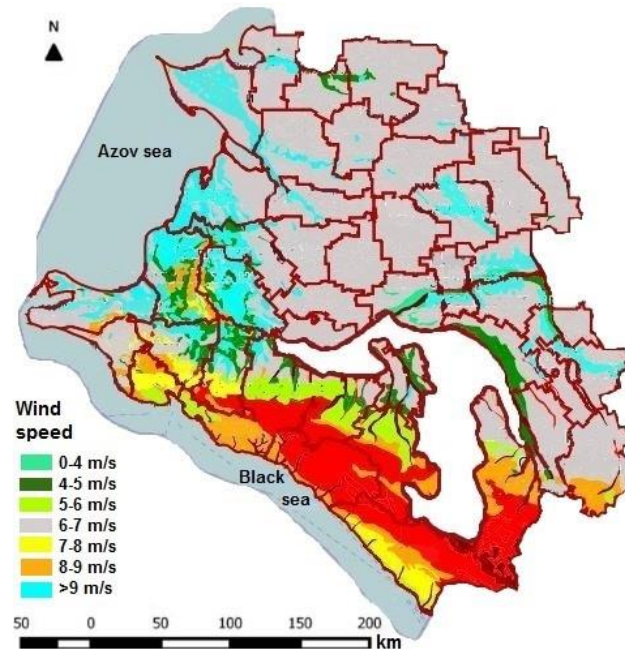 N
Azov sea
Black
sea
Wind
speed
0-4 m/s
4-5 m/s
5-6 m/s
6-7 m/s
7-8 m/s
8-9 m/s
>9 m/s
50 0 50 100 150 200
km